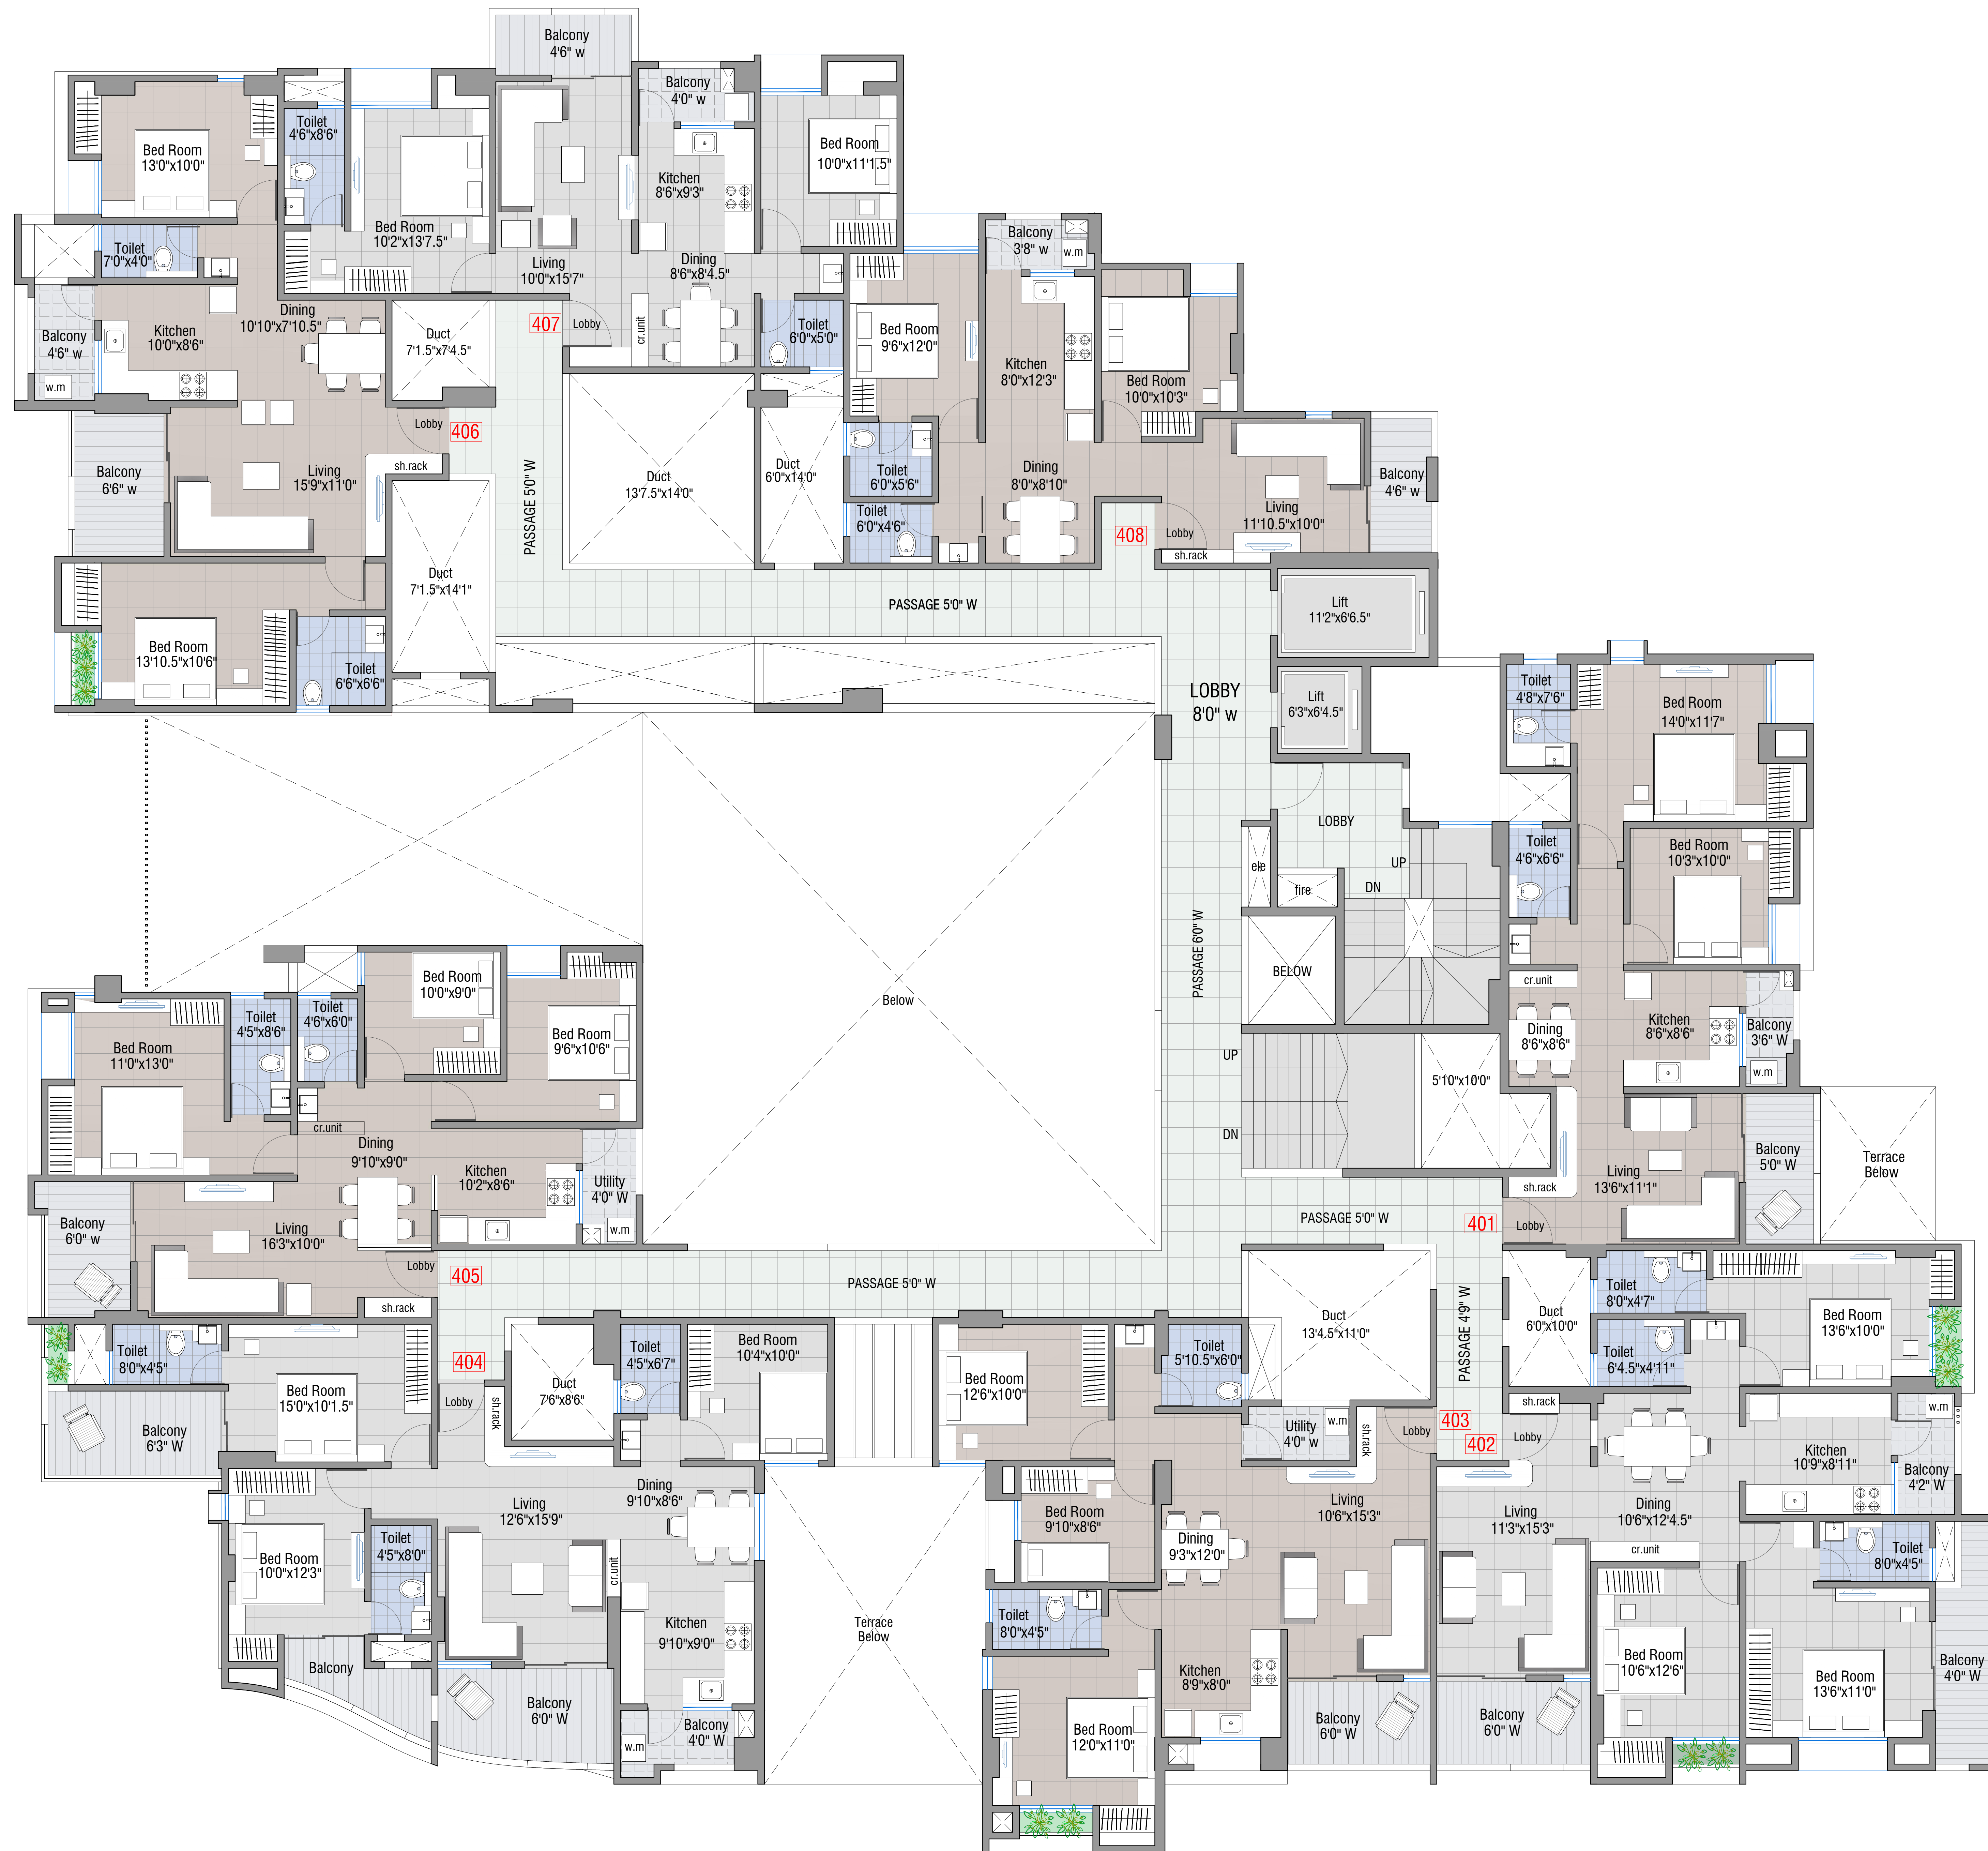 Balcony
4'6" w
Balcony
4'0" w
Bed Room
13'0"x10'0"
Toilet
4'6"x8'6"
Bed Room
10'2"x13'7.5"
Kitchen
8'6"x9'3"
Bed Room
10'0"x11'1.5"
Toilet
7'0"x4'0"
Living
10'0"x15'7"
Dining
8'6"x8'4.5"
Balcony
3'8" w
w.m
Balcony
4'6" w
w.m
Kitchen
10'0"x8'6"
Dining
10'10"x7'10.5"
Duct
7'1.5"x7'4.5"
407
Lobby
cr.unit
Toilet
6'0"x5'0"
Bed Room
9'6"x12'0"
Kitchen
8'0"x12'3"
Bed Room
10'0"x10'3"
Lobby
406
sh.rack
Balcony
6'6" w
Living
15'9"x11'0"
PASSAGE 5'0" W
Duct
13'7.5"x14'0"
Duct
6'0"x14'0"
Toilet
6'0"x5'6"
Toilet
6'0"x4'6"
Dining
8'0"x8'10"
Living
11'10.5"x10'0"
Balcony
4'6" w
408
Lobby
sh.rack
Duct
7'1.5"x14'1"
PASSAGE 5'0" W
Lift
11'2"x6'6.5"
Bed Room
13'10.5"x10'6"
Toilet
6'6"x6'6"
LOBBY
8'0" w
Lift
6'3"x6'4.5"
Toilet
4'8"x7'6"
Bed Room
14'0"x11'7"
LOBBY
ele
fire
UP
DN
Toilet
4'6"x6'6"
Bed Room
10'3"x10'0"
PASSAGE 6'0" W
BELOW
Below
cr.unit
Dining
8'6"x8'6"
Kitchen
8'6"x8'6"
Balcony
3'6" W
w.m
UP
DN
5'10"x10'0"
Bed Room
10'0"x9'0"
Toilet
4'5"x8'6"
Toilet
4'6"x6'0"
Bed Room
9'6"x10'6"
Bed Room
11'0"x13'0"
cr.unit
Dining
9'10"x9'0"
Kitchen
10'2"x8'6"
Utility
4'0" W
w.m
Balcony
6'0" w
Living
16'3"x10'0"
Lobby
405
sh.rack
PASSAGE 5'0" W
PASSAGE 5'0" W
sh.rack
401
Lobby
Living
13'6"x11'1"
Balcony
5'0" W
Terrace
Below
PASSAGE 4'9" W
Duct
13'4.5"x11'0"
Duct
6'0"x10'0"
Toilet
8'0"x4'7"
Toilet
6'4.5"x4'11"
Bed Room
13'6"x10'0"
Toilet
8'0"x4'5"
Bed Room
15'0"x10'1.5"
404
Lobby
sh.rack
Duct
7'6"x8'6"
Toilet
4'5"x6'7"
Bed Room
10'4"x10'0"
Bed Room
12'6"x10'0"
Toilet
5'10.5"x6'0"
Utility
4'0" w
w.m
sh.rack
Lobby
403
402
Lobby
sh.rack
w.m
Kitchen
10'9"x8'11"
Balcony
4'2" W
Balcony
6'3" W
Living
12'6"x15'9"
Dining
9'10"x8'6"
Bed Room
9'10"x8'6"
Living
10'6"x15'3"
Dining
9'3"x12'0"
Living
11'3"x15'3"
Dining
10'6"x12'4.5"
cr.unit
Toilet
8'0"x4'5"
Bed Room
10'0"x12'3"
Toilet
4'5"x8'0"
cr.unit
Kitchen
9'10"x9'0"
Terrace
Below
Toilet
8'0"x4'5"
Kitchen
8'9"x8'0"
Bed Room
10'6"x12'6"
Bed Room
13'6"x11'0"
Balcony
4'0" W
Balcony
Balcony
6'0" W
w.m
Balcony
4'0" W
Bed Room
12'0"x11'0"
Balcony
6'0" W
Balcony
6'0" W